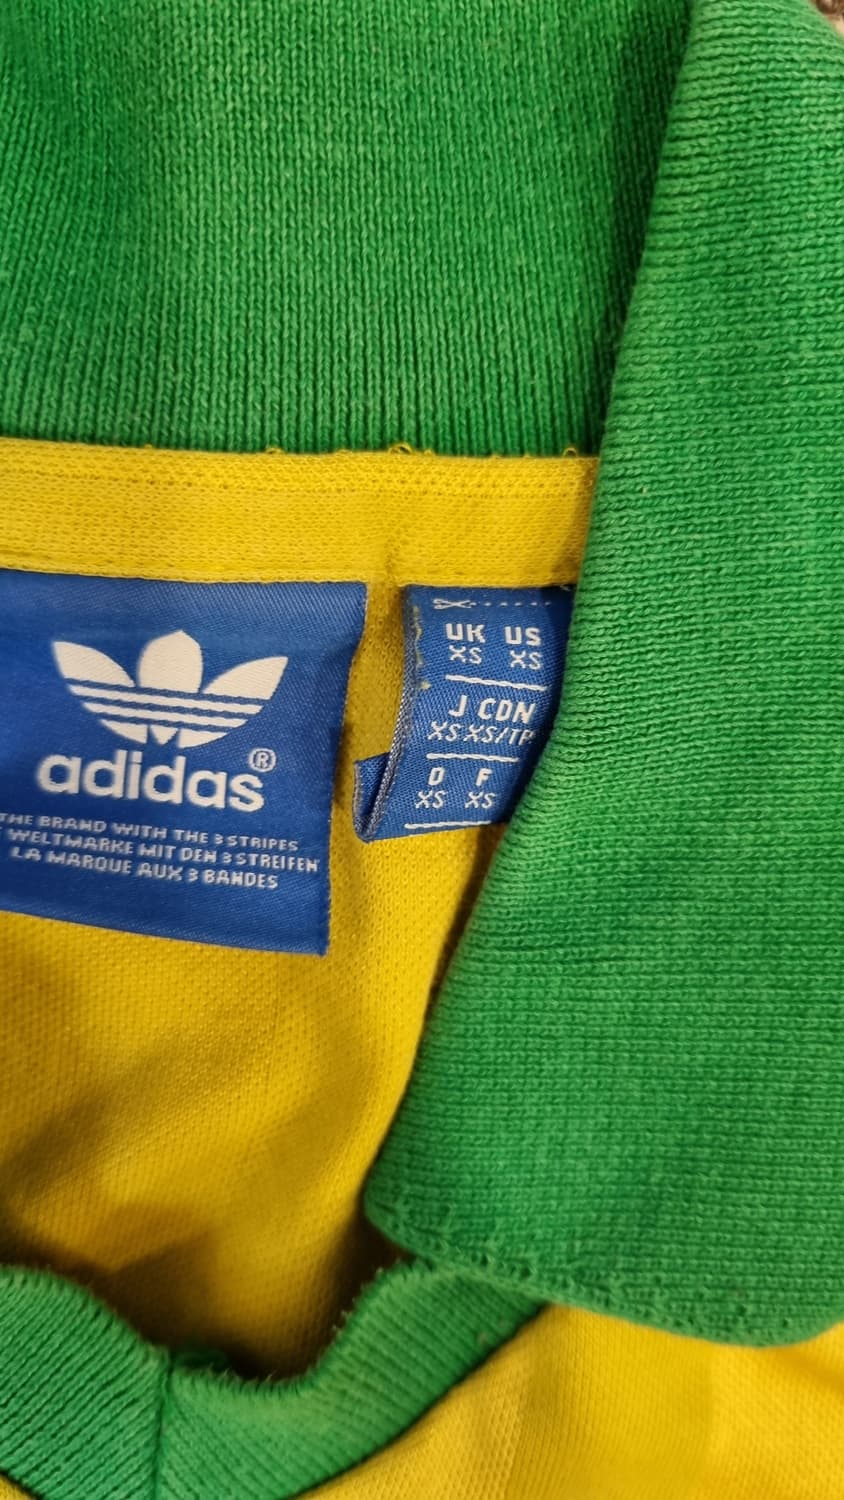 adidas®
THE BRAND WITH THE 3 STRIPES
WELTMARKE MIT DEN 3 STREIFEN
LA MARQUE AUX 3 BANDES
UK US
XS XS
J CDN
XS XS/TP
D F
XS XS